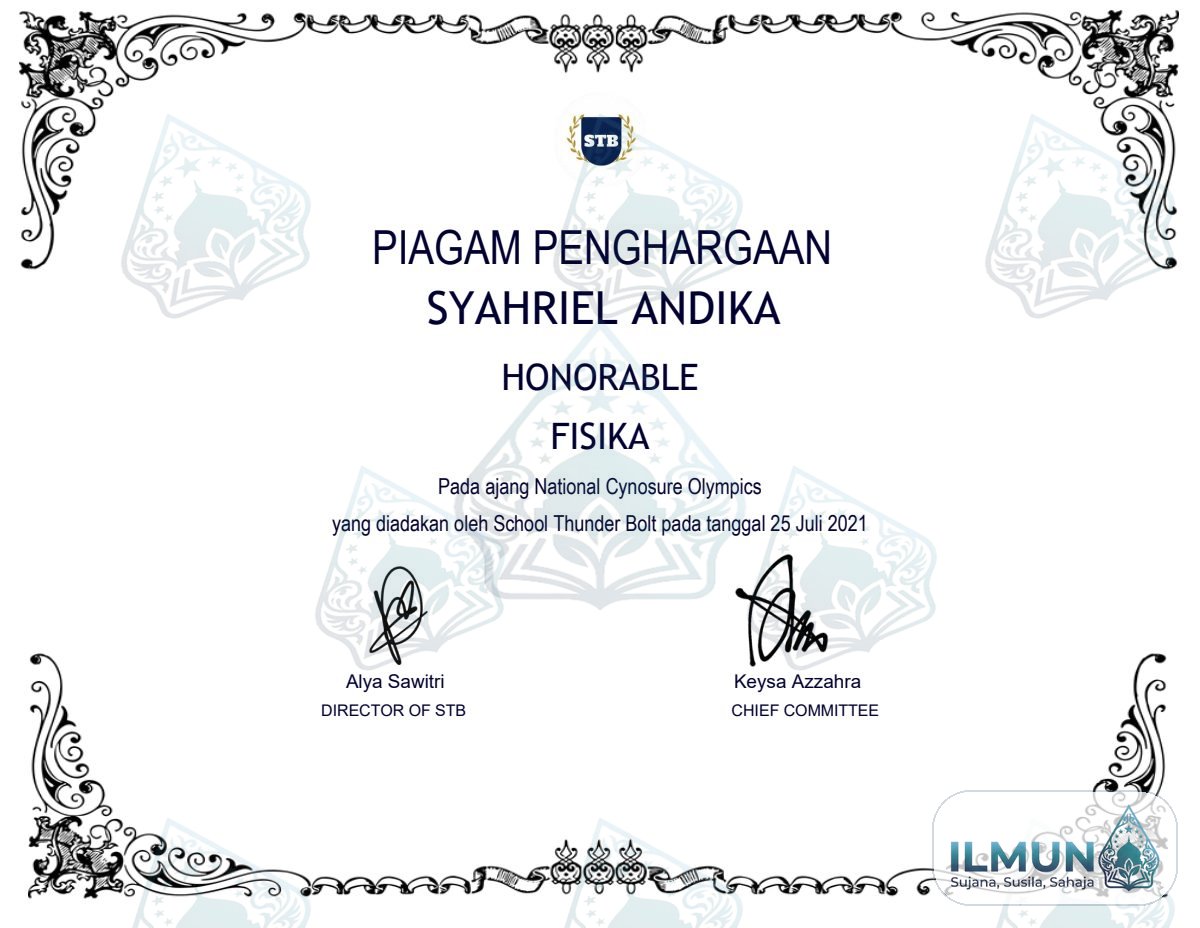 STB
PIAGAM PENGHARGAAN
SYAHRIEL ANDIKA
HONORABLE
FISIKA
Pada ajang National Cynosure Olympics
yang diadakan oleh School Thunder Bolt pada tanggal 25 Juli 2021
Alya Sawitri
DIRECTOR OF STB
Keysa Azzahra
CHIEF COMMITTEE
ILMUN
Sujana, Susila, Sahaja